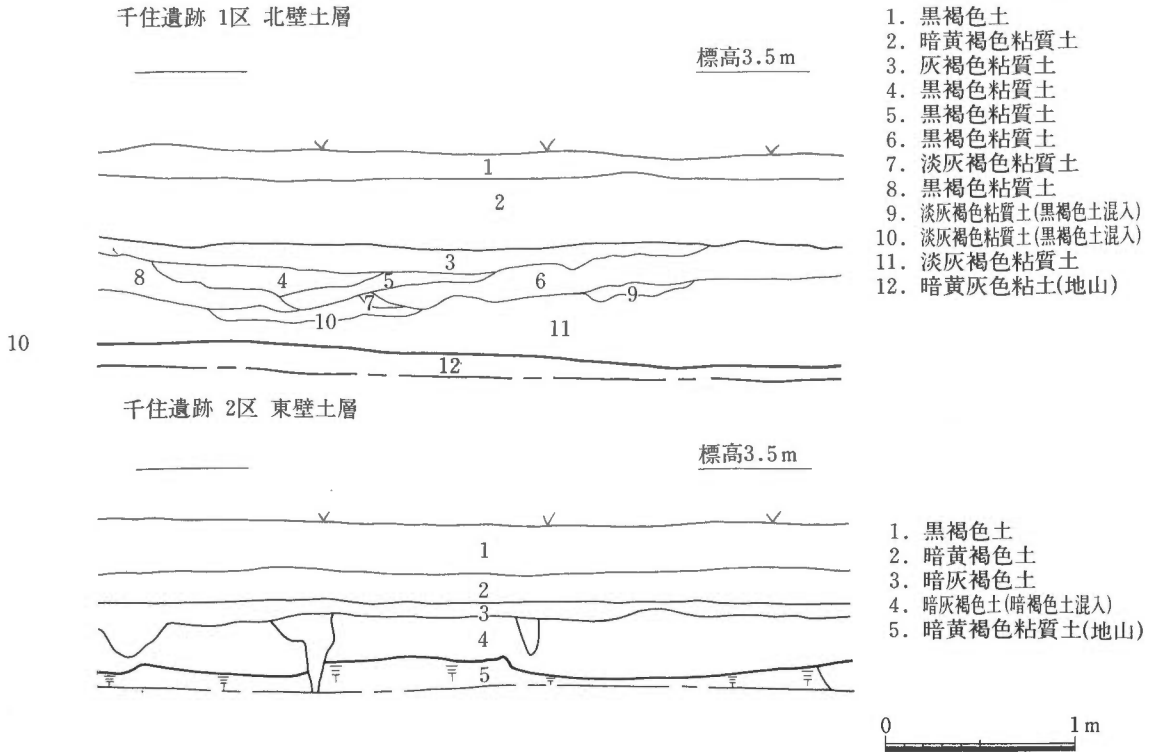 千住遺跡 1区 北壁土層
標高3.5m
1
2
3
4
5
6
7
8
9
10
11
12
1. 黒褐色土
2. 暗黄褐色粘質土
3. 灰褐色粘質土
4. 黒褐色粘質土
5. 黒褐色粘質土
6. 黒褐色粘質土
7. 淡灰褐色粘質土
8. 黒褐色粘質土
9. 淡灰褐色粘質土(黒褐色土混入)
10. 淡灰褐色粘質土(黒褐色土混入)
11. 淡灰褐色粘質土
12. 暗黄灰色粘土(地山)
10
千住遺跡 2区 東壁土層
標高3.5m
1
2
3
4
5
1. 黒褐色土
2. 暗黄褐色土
3. 暗灰褐色土
4. 暗灰褐色土(暗褐色土混入)
5. 暗黄褐色粘質土(地山)
0 1m